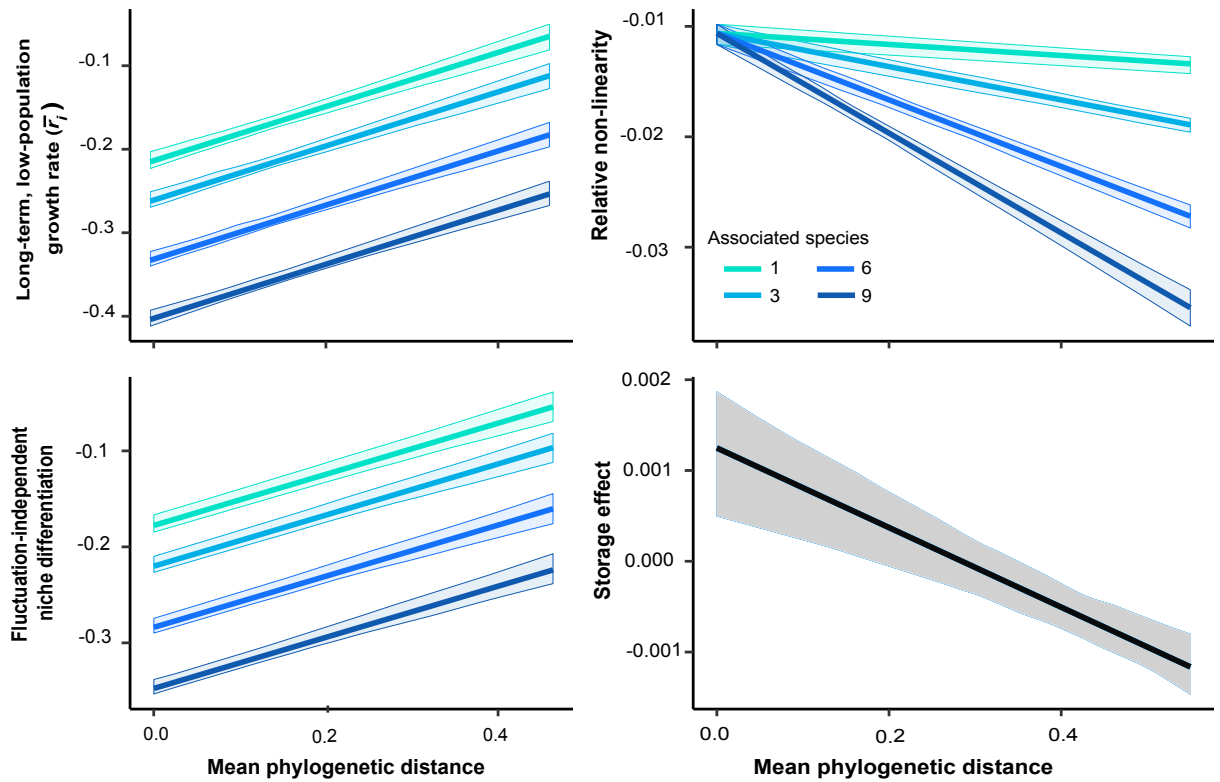 Long-term, low-population
growth rate (r̄ᵢ)
-0.1
-0.2
-0.3
-0.4
Relative non-linearity
-0.01
-0.02
-0.03
Associated species
1 6
3 9
Fluctuation-independent
niche differentiation
-0.1
-0.2
-0.3
0.0 0.2 0.4
Mean phylogenetic distance
Storage effect
0.002
0.001
0.000
-0.001
0.0 0.2 0.4
Mean phylogenetic distance